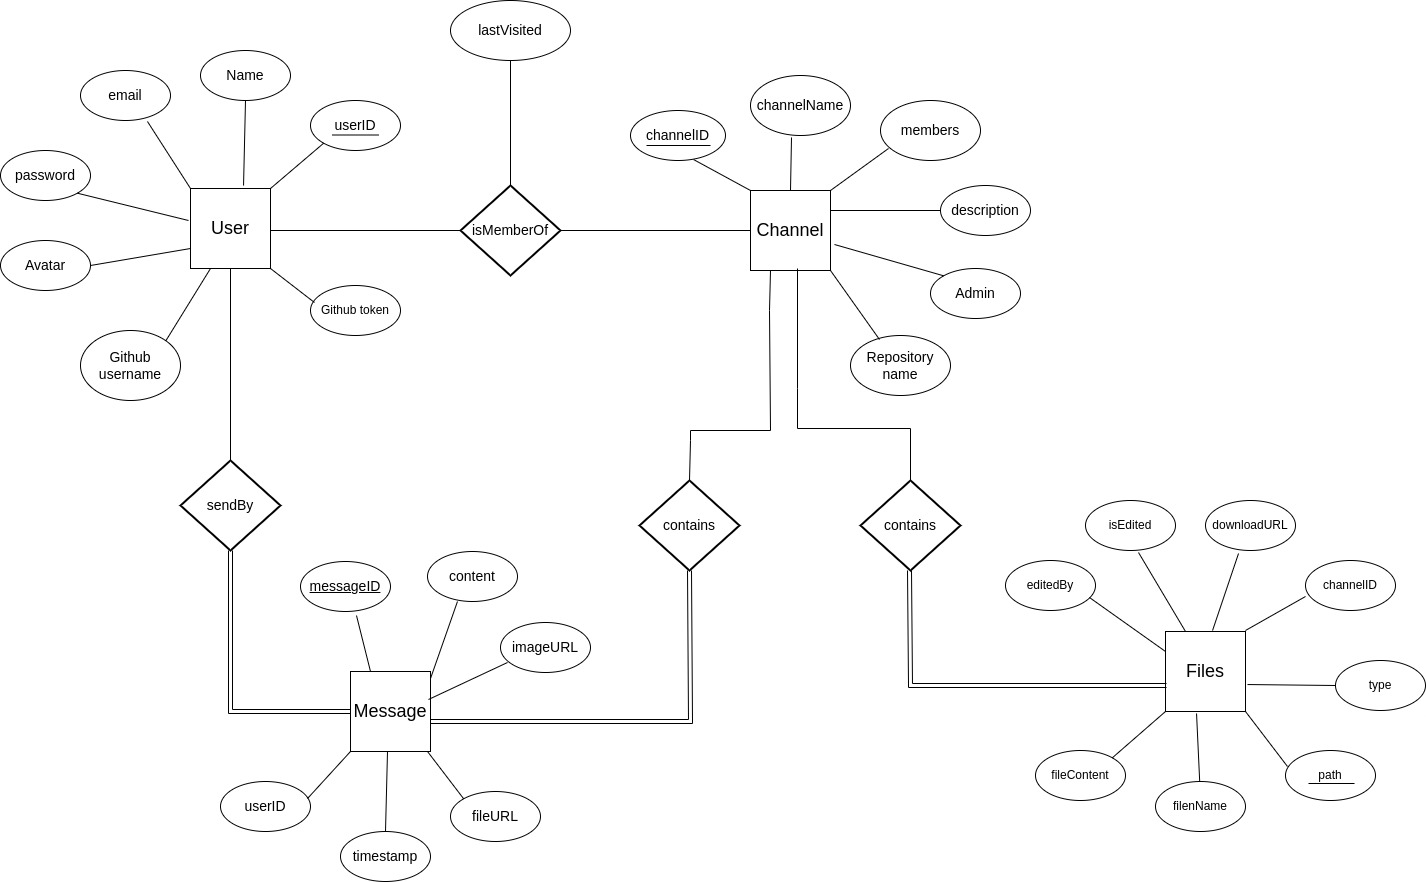 lastVisited
Name
email
userID
password
User
Avatar
Github token
Github
username
isMemberOf
channelName
channelID
members
description
Channel
Admin
Repository
name
sendBy
contains
contains
messageID
content
imageURL
Message
userID
fileURL
timestamp
isEdited
downloadURL
editedBy
channelID
Files
type
fileContent
path
filenName